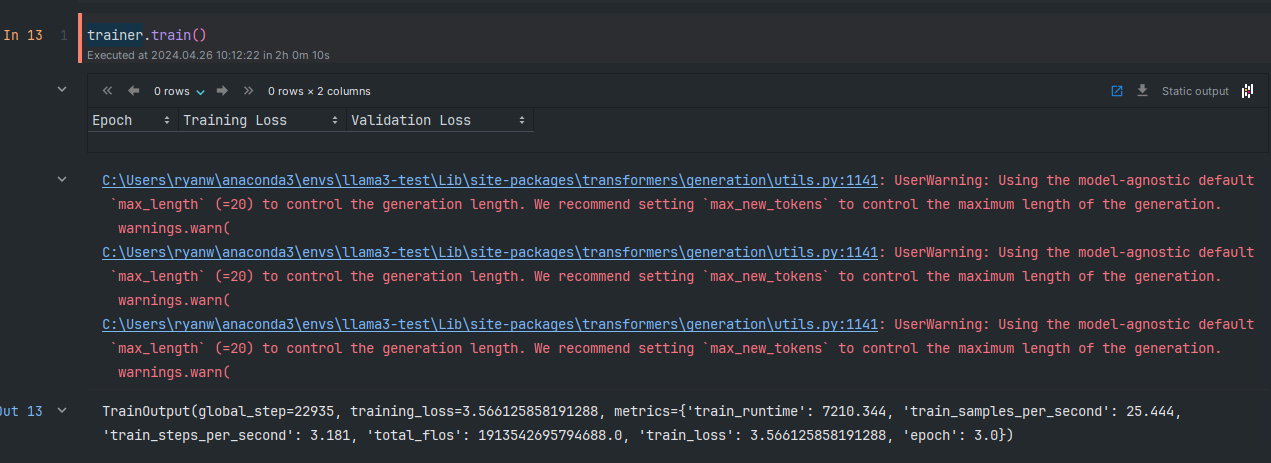 In 13 1 trainer.train()
Executed at 2024.04.26 10:12:22 in 2h 0m 10s
0 rows 0 rows × 2 columns Static output
Epoch Training Loss Validation Loss
C:\Users\ryanw\anaconda3\envs\llama3-test\Lib\site-packages\transformers\generation\utils.py:1141: UserWarning: Using the model-agnostic default
`max_length` (=20) to control the generation length. We recommend setting `max_new_tokens` to control the maximum length of the generation.
warnings.warn(
C:\Users\ryanw\anaconda3\envs\llama3-test\Lib\site-packages\transformers\generation\utils.py:1141: UserWarning: Using the model-agnostic default
`max_length` (=20) to control the generation length. We recommend setting `max_new_tokens` to control the maximum length of the generation.
warnings.warn(
C:\Users\ryanw\anaconda3\envs\llama3-test\Lib\site-packages\transformers\generation\utils.py:1141: UserWarning: Using the model-agnostic default
`max_length` (=20) to control the generation length. We recommend setting `max_new_tokens` to control the maximum length of the generation.
warnings.warn(
Out 13 TrainOutput(global_step=22935, training_loss=3.566125858191288, metrics={'train_runtime': 7210.344, 'train_samples_per_second': 25.444,
'train_steps_per_second': 3.181, 'total_flos': 1913542695794688.0, 'train_loss': 3.566125858191288, 'epoch': 3.0})